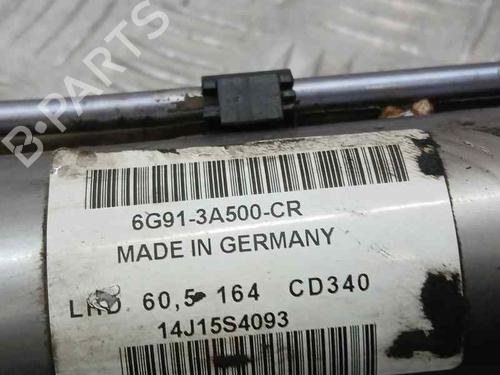 B-PARTS
6G91-3A500-CR
MADE IN GERMANY
LHD 60,5 164 CD340
14J15S4093